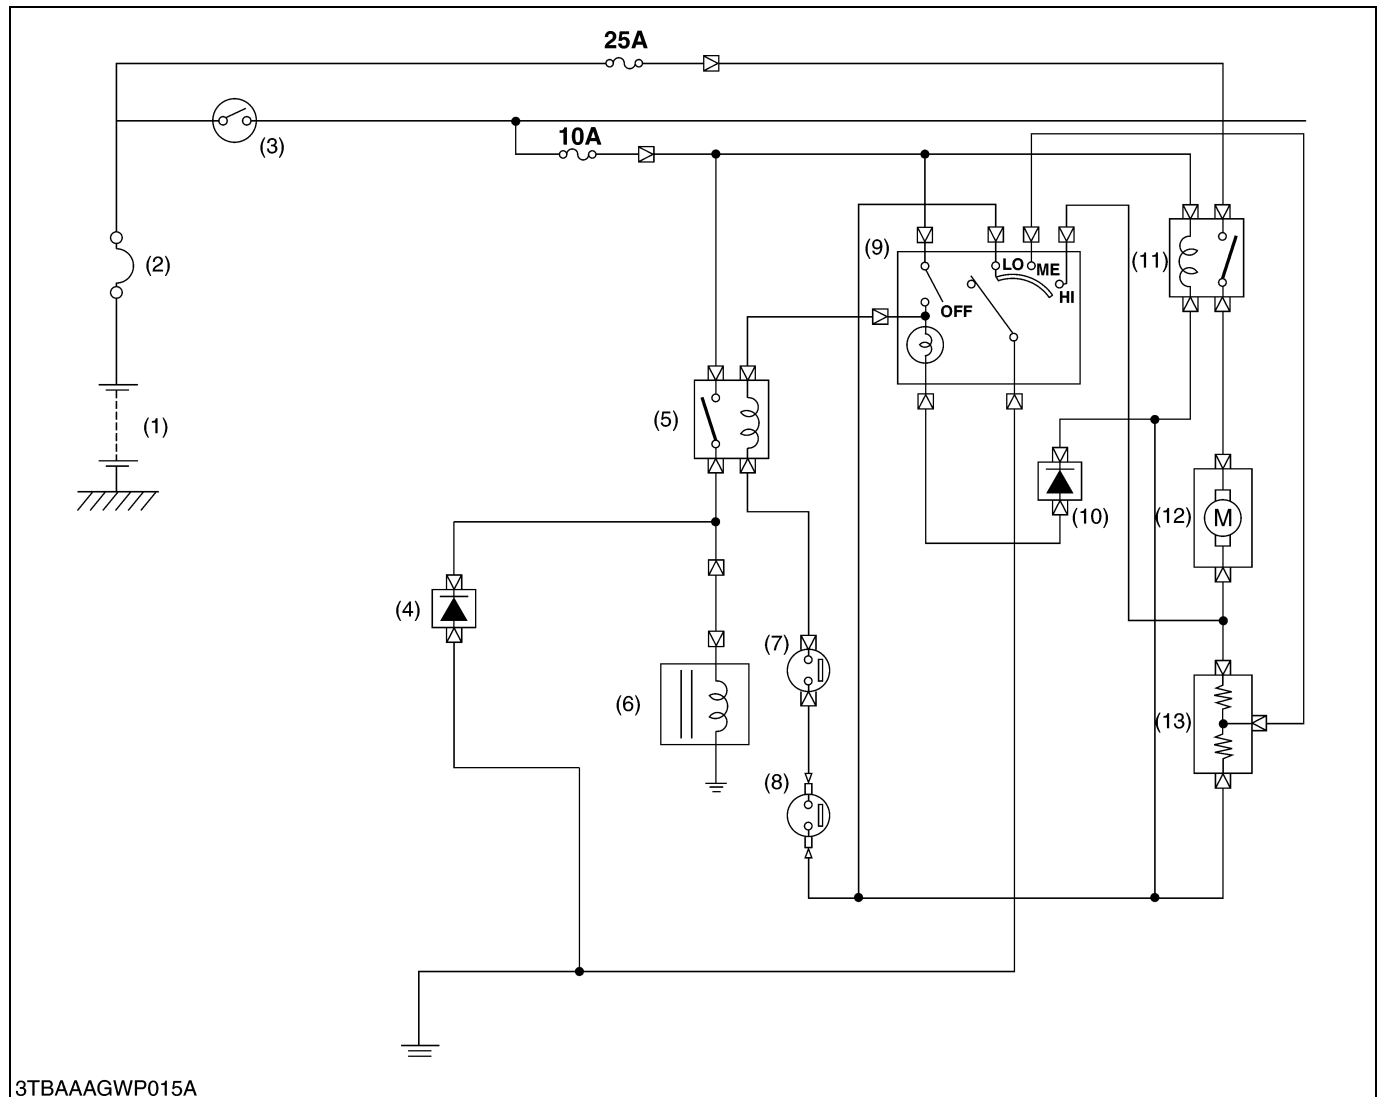 25A
(3)
10A
(2)
(9)
LO
ME
HI
(11)
OFF
(5)
(1)
(10)
(12)
M
(4)
(7)
(6)
(13)
(8)
3TBAAAGWP015A